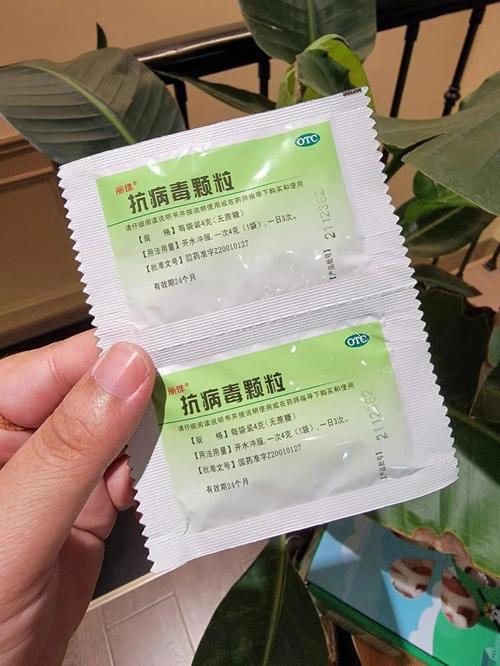 丽珠®
OTC
抗病毒颗粒
请仔细阅读说明书并按说明使用或在药师指导下购买和使用
【规 格】每袋装4克(无蔗糖)
【用法用量】开水冲服,一次4克(1袋),一日3次。
【批准文号】国药准字Z20010127
有效期24个月
【产品批号】
2112862
丽珠®
OTC
抗病毒颗粒
请仔细阅读说明书并按说明使用或在药师指导下购买和使用
【规 格】每袋装4克(无蔗糖)
【用法用量】开水冲服,一次4克(1袋),一日3次。
【批准文号】国药准字Z20010127
有效期24个月
【产品批号】
2112862